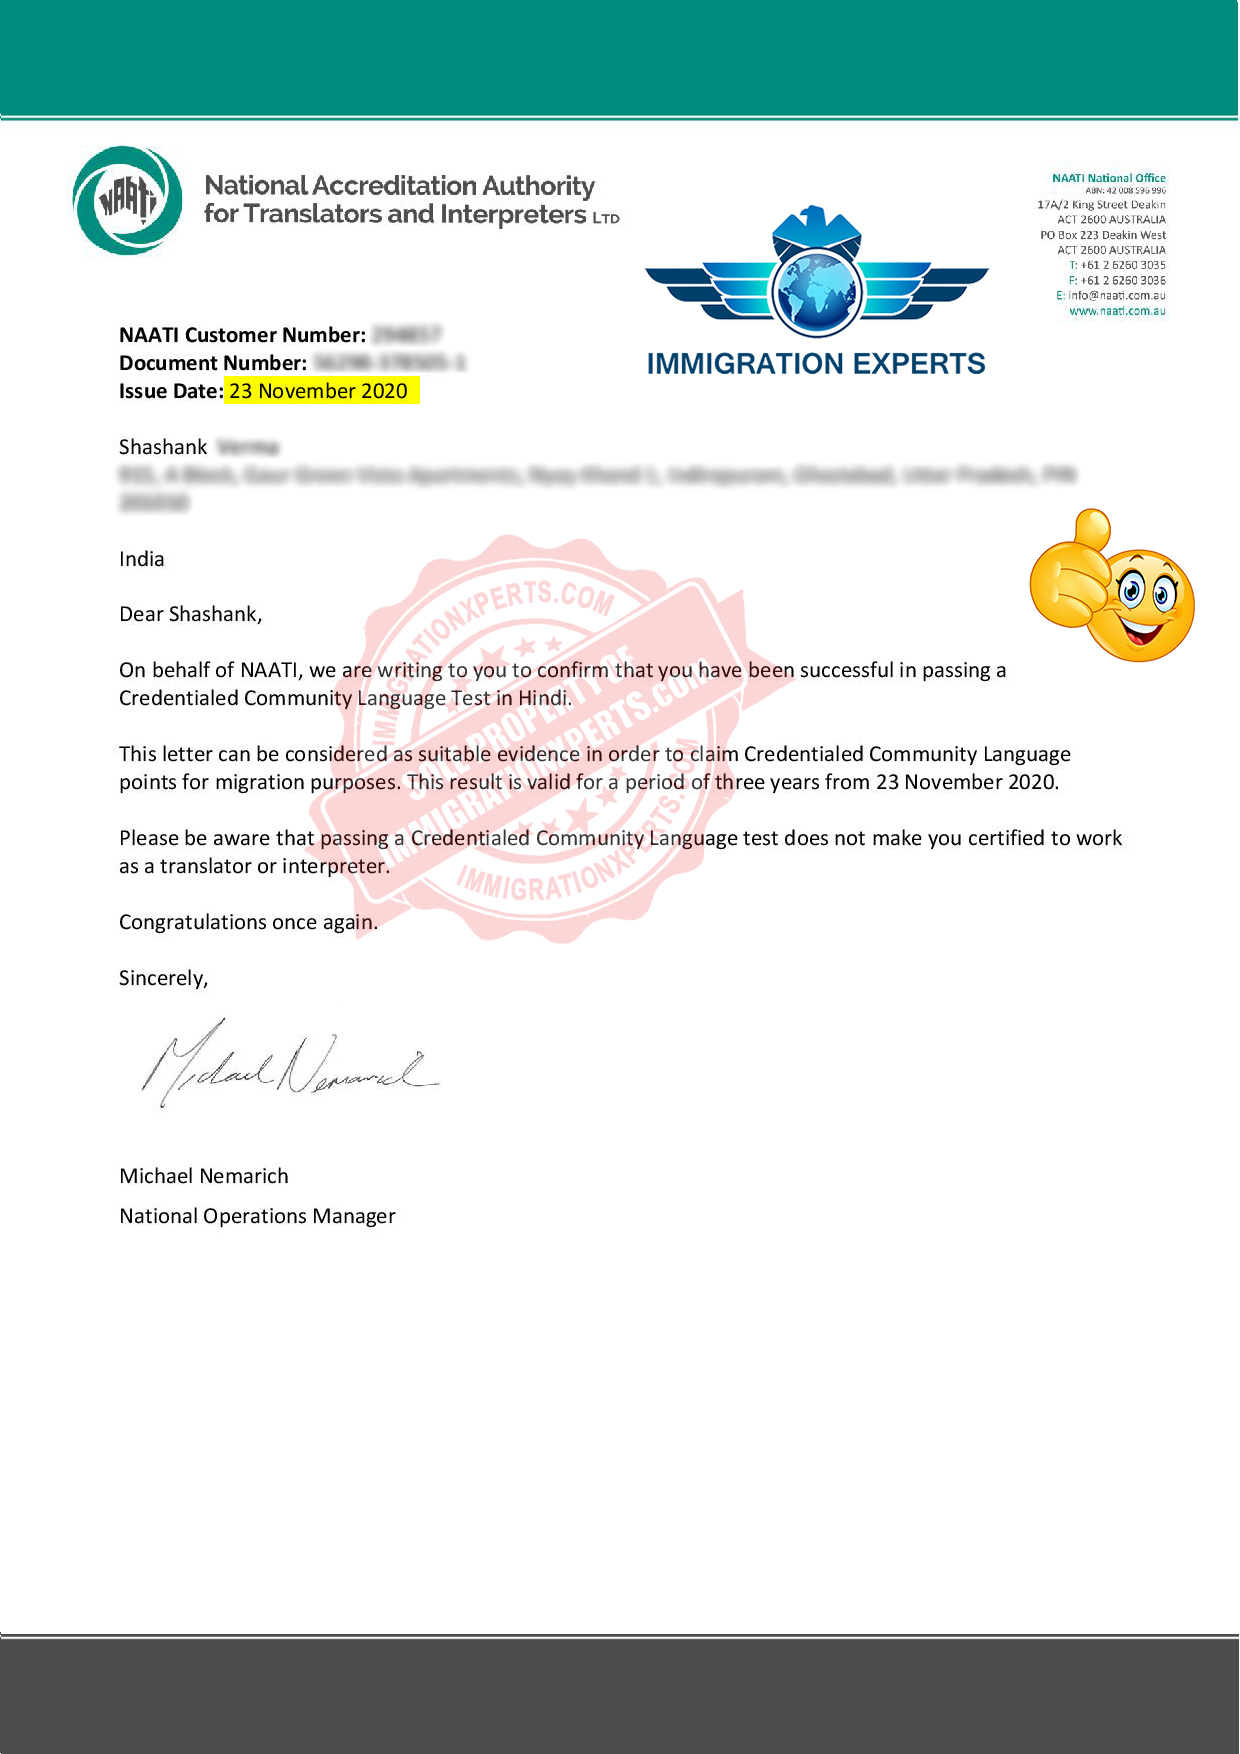 NAATI
National Accreditation Authority
for Translators and Interpreters LTD
NAATI National Office
ABN: 42 008 596 996
17A/2 King Street Deakin
ACT 2600 AUSTRALIA
PO Box 223 Deakin West
ACT 2600 AUSTRALIA
T: +61 2 6260 3035
F: +61 2 6260 3036
E: info@naati.com.au
www.naati.com.au
IMMIGRATION EXPERTS
NAATI Customer Number:
Document Number:
Issue Date: 23 November 2020
Shashank
India
Dear Shashank,
On behalf of NAATI, we are writing to you to confirm that you have been successful in passing a
Credentialed Community Language Test in Hindi.
This letter can be considered as suitable evidence in order to claim Credentialed Community Language
points for migration purposes. This result is valid for a period of three years from 23 November 2020.
Please be aware that passing a Credentialed Community Language test does not make you certified to work
as a translator or interpreter.
Congratulations once again.
Sincerely,
Michael Nemarich
Michael Nemarich
National Operations Manager
IMMIGRATIONXPERTS.COM
SOLE PROPERTY OF
IMMIGRATIONXPERTS.COM
IMMIGRATIONXPERTS.COM